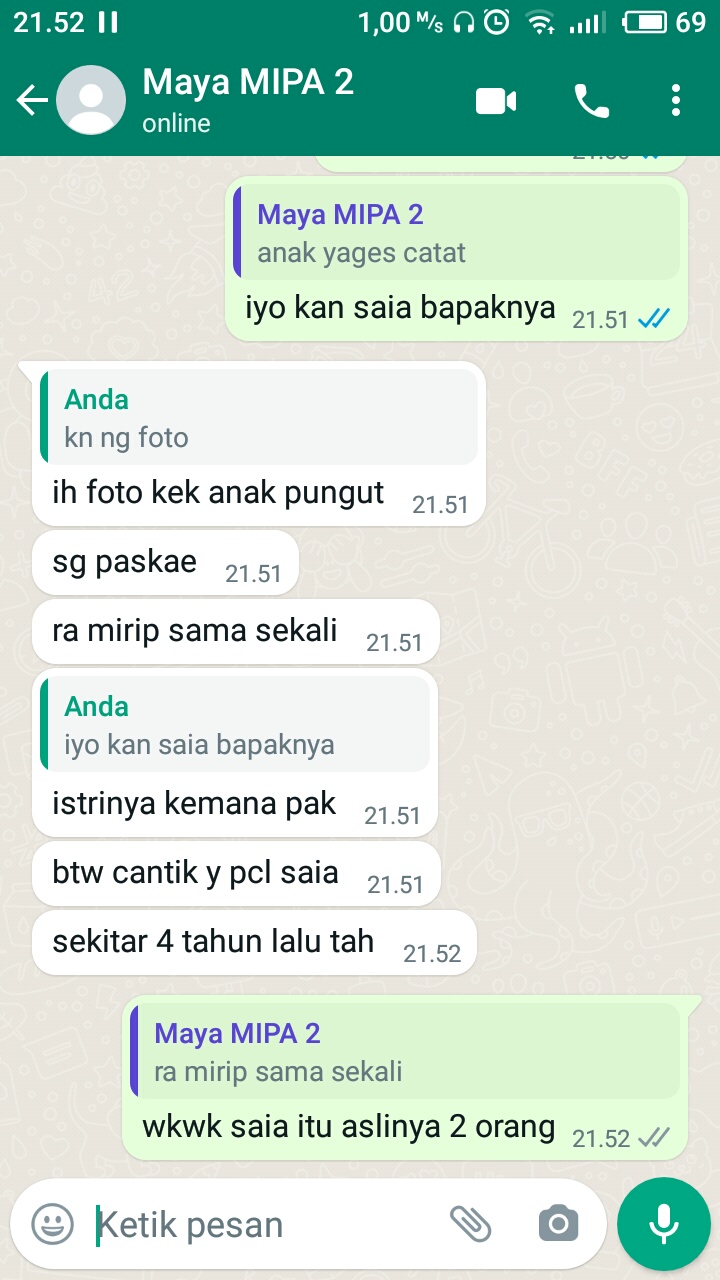 21.52
1,00 M/s
69
Maya MIPA 2
online
Maya MIPA 2
anak yages catat
iyo kan saia bapaknya 21.51
Anda
kn ng foto
ih foto kek anak pungut 21.51
sg paskae 21.51
ra mirip sama sekali 21.51
Anda
iyo kan saia bapaknya
istrinya kemana pak 21.51
btw cantik y pcl saia 21.51
sekitar 4 tahun lalu tah 21.52
Maya MIPA 2
ra mirip sama sekali
wkwk saia itu aslinya 2 orang 21.52
Ketik pesan